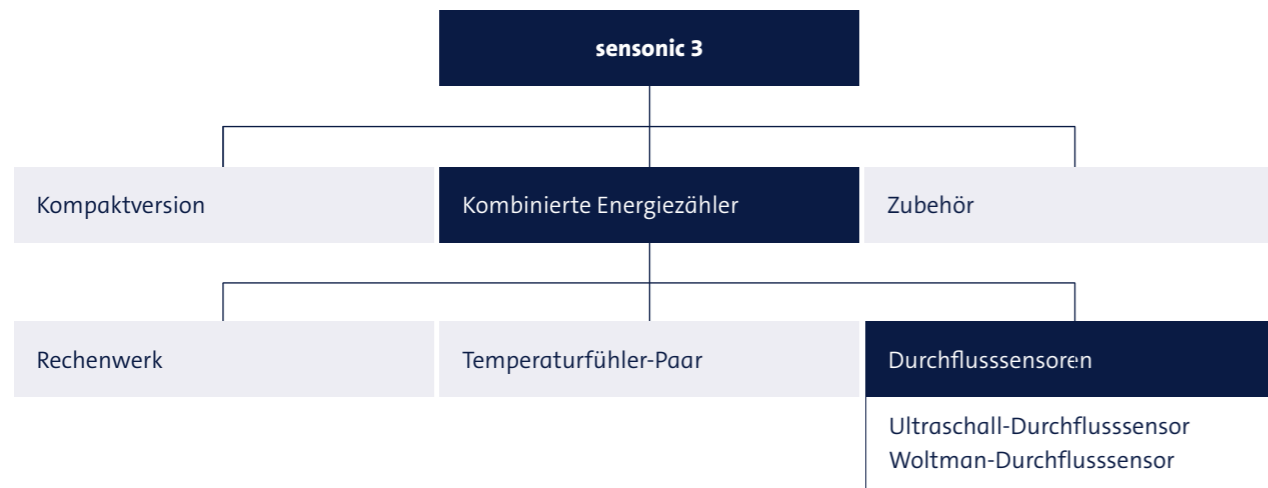 sensonic 3
Kompaktversion
Kombinierte Energiezähler
Zubehör
Rechenwerk
Temperaturfühler-Paar
Durchflusssensoren
Ultraschall-Durchflusssensor
Woltman-Durchflusssensor